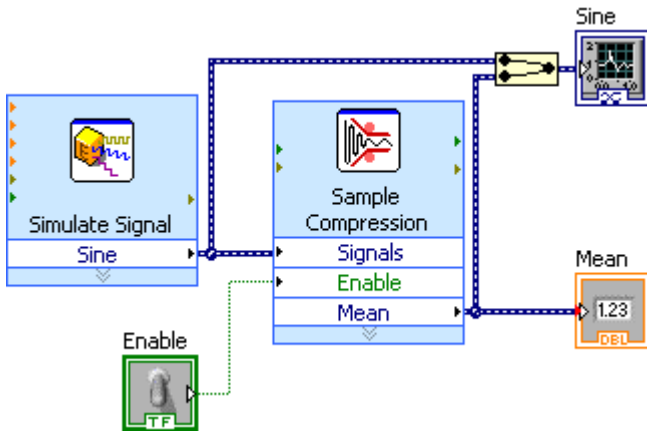 Sine
Simulate Signal
Sine
Sample
Compression
Signals
Enable
Mean
Mean
1.23
DBL
Enable
TF